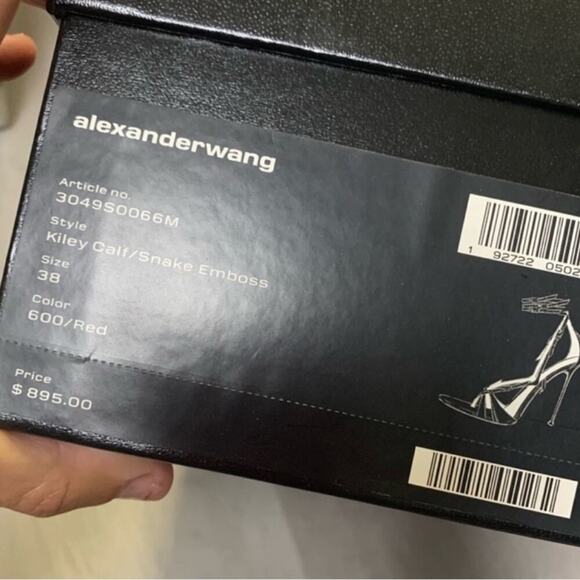 alexanderwang
Article no.
3049S0066M
Style
Kiley Calf/Snake Emboss
Size
38
Color
600/Red
Price
$ 895.00
1 92722 0502